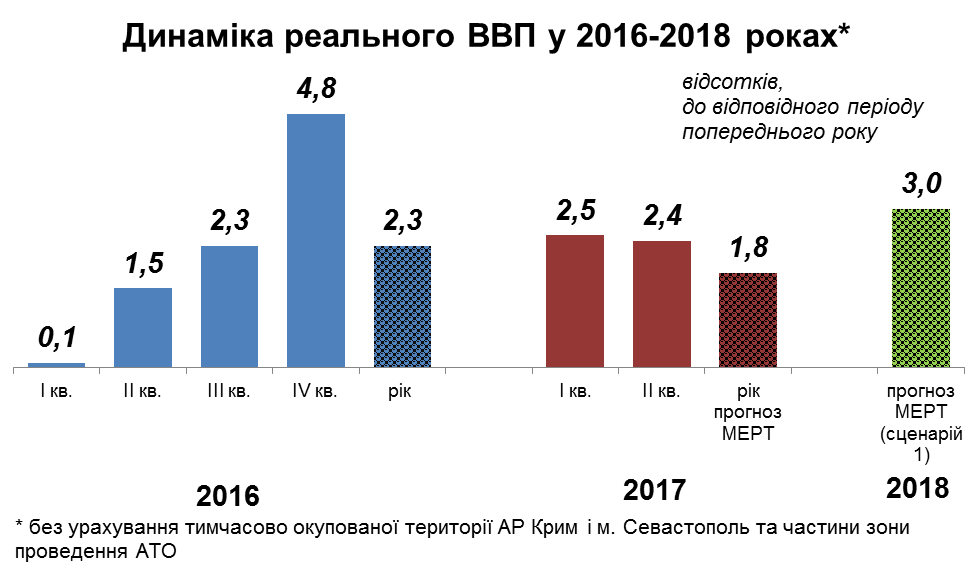 Динаміка реального ВВП у 2016-2018 роках*
відсотків,
до відповідного періоду
попереднього року
4,8
3,0
2,5
2,4
2,3
2,3
1,8
1,5
0,1
І кв.
ІІ кв.
ІІІ кв.
IV кв.
рік
І кв.
ІІ кв.
рік
прогноз
МЕРТ
прогноз
МЕРТ
(сценарій
1)
2016
2017
2018
* без урахування тимчасово окупованої території АР Крим і м. Севастополь та частини зони
проведення АТО